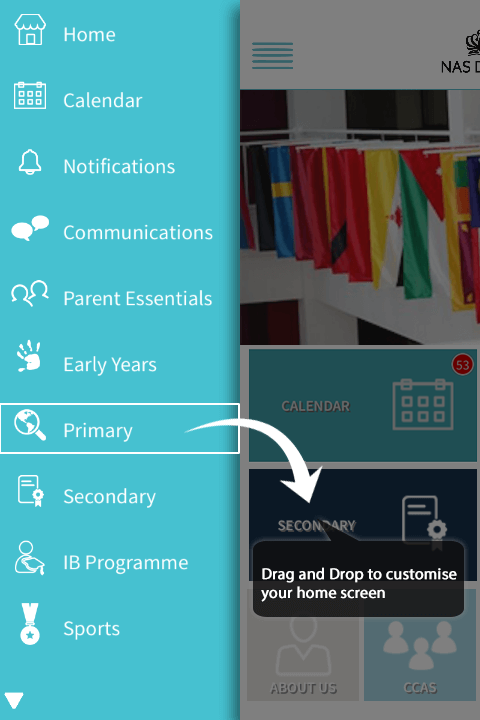 Home
Calendar
Notifications
Communications
Parent Essentials
Early Years
Primary
Secondary
IB Programme
Sports
NAS D
53
CALENDAR
SECONDARY
Drag and Drop to customise
your home screen
ABOUT US
CCAS